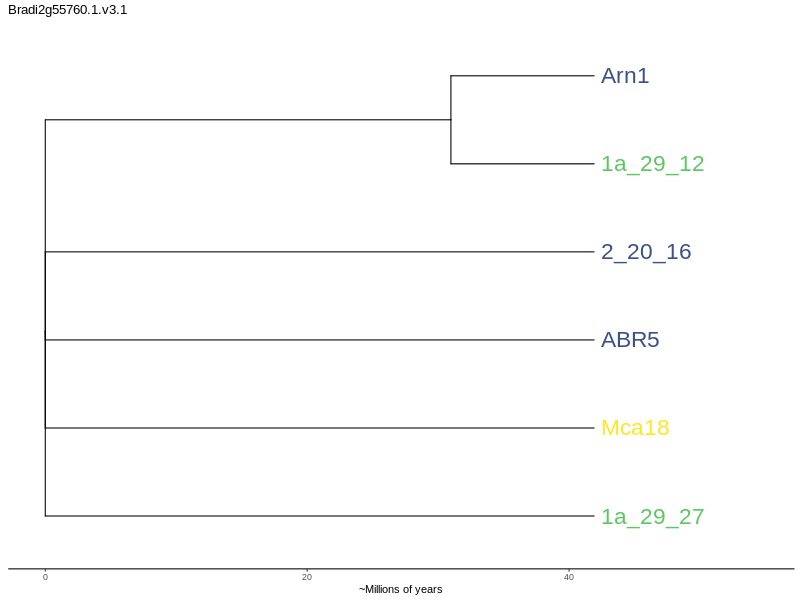 Bradi2g55760.1.v3.1
Arn1
1a_29_12
2_20_16
ABR5
Mca18
1a_29_27
0 20 40
~Millions of years